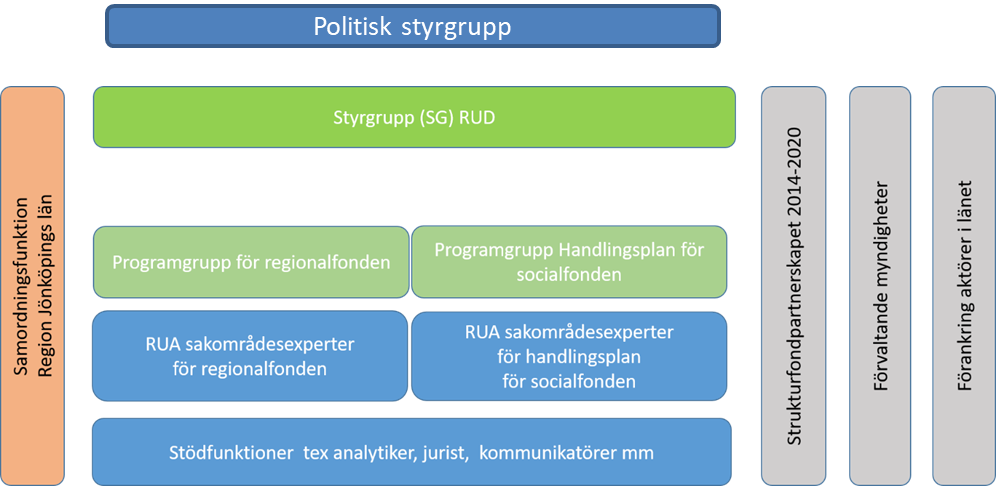 Politisk styrgrupp
Styrgrupp (SG) RUD
Samordningsfunktion
Region Jönköpings län
Programgrupp för regionalfonden
Programgrupp Handlingsplan för
socialfonden
RUA sakområdesexperter
för regionalfonden
RUA sakområdesexperter
för handlingsplan
för socialfonden
Stödfunktioner tex analytiker, jurist, kommunikatörer mm
Strukturfondpartnerskapet 2014-2020
Förvaltande myndigheter
Förankring aktörer i länet